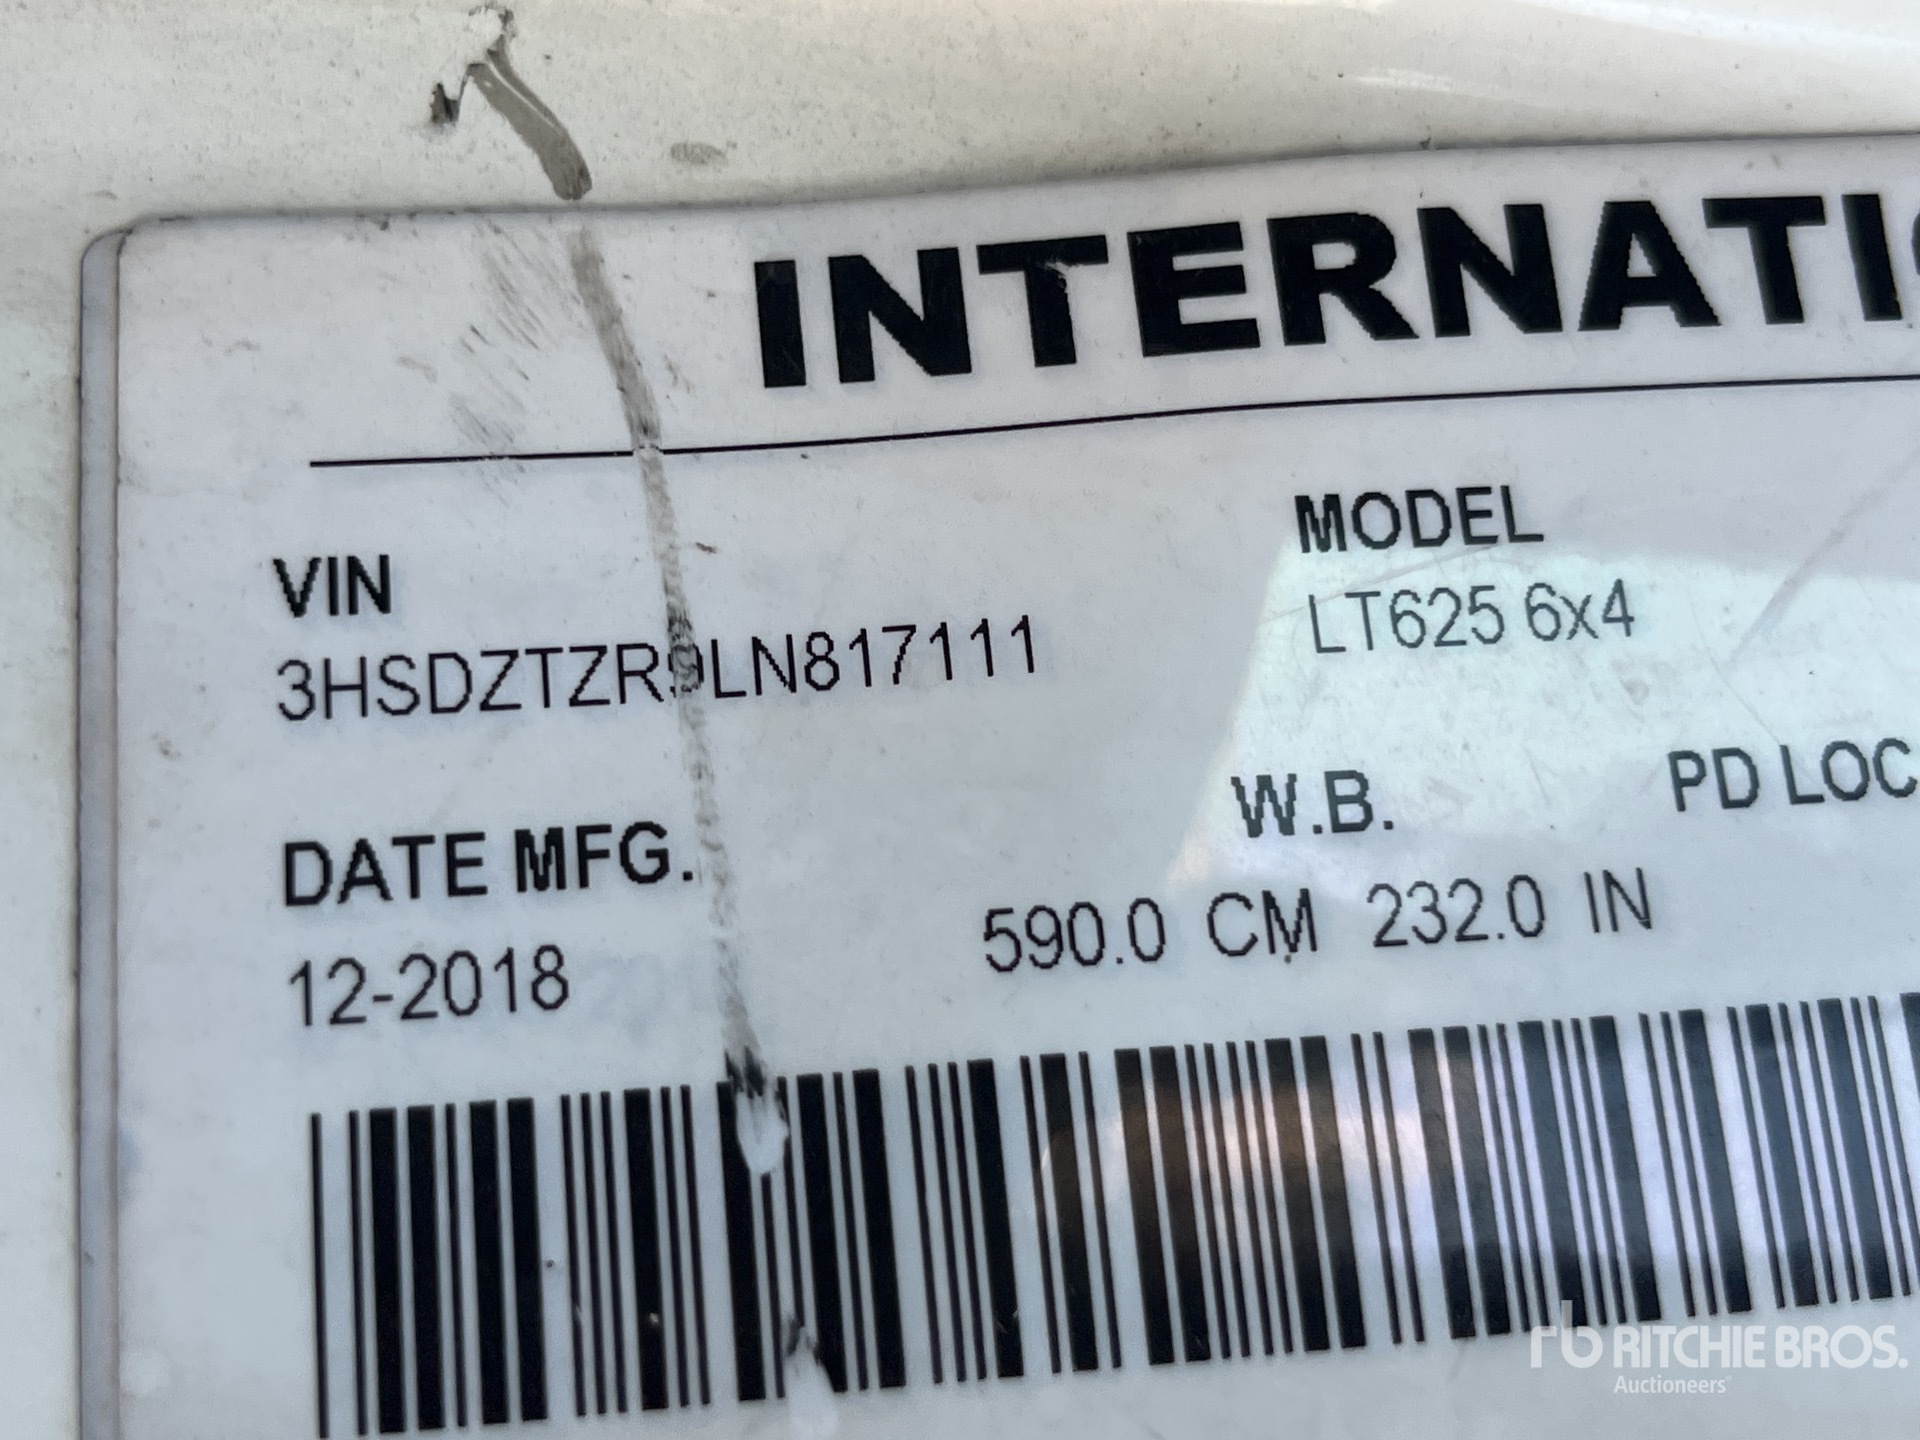 INTERNATI
VIN
3HSDZTZR9LN817111
MODEL
LT625 6x4
DATE MFG.
12-2018
W.B.
590.0 CM 232.0 IN
PD LOC
rb RITCHIE BROS.
Auctioneers